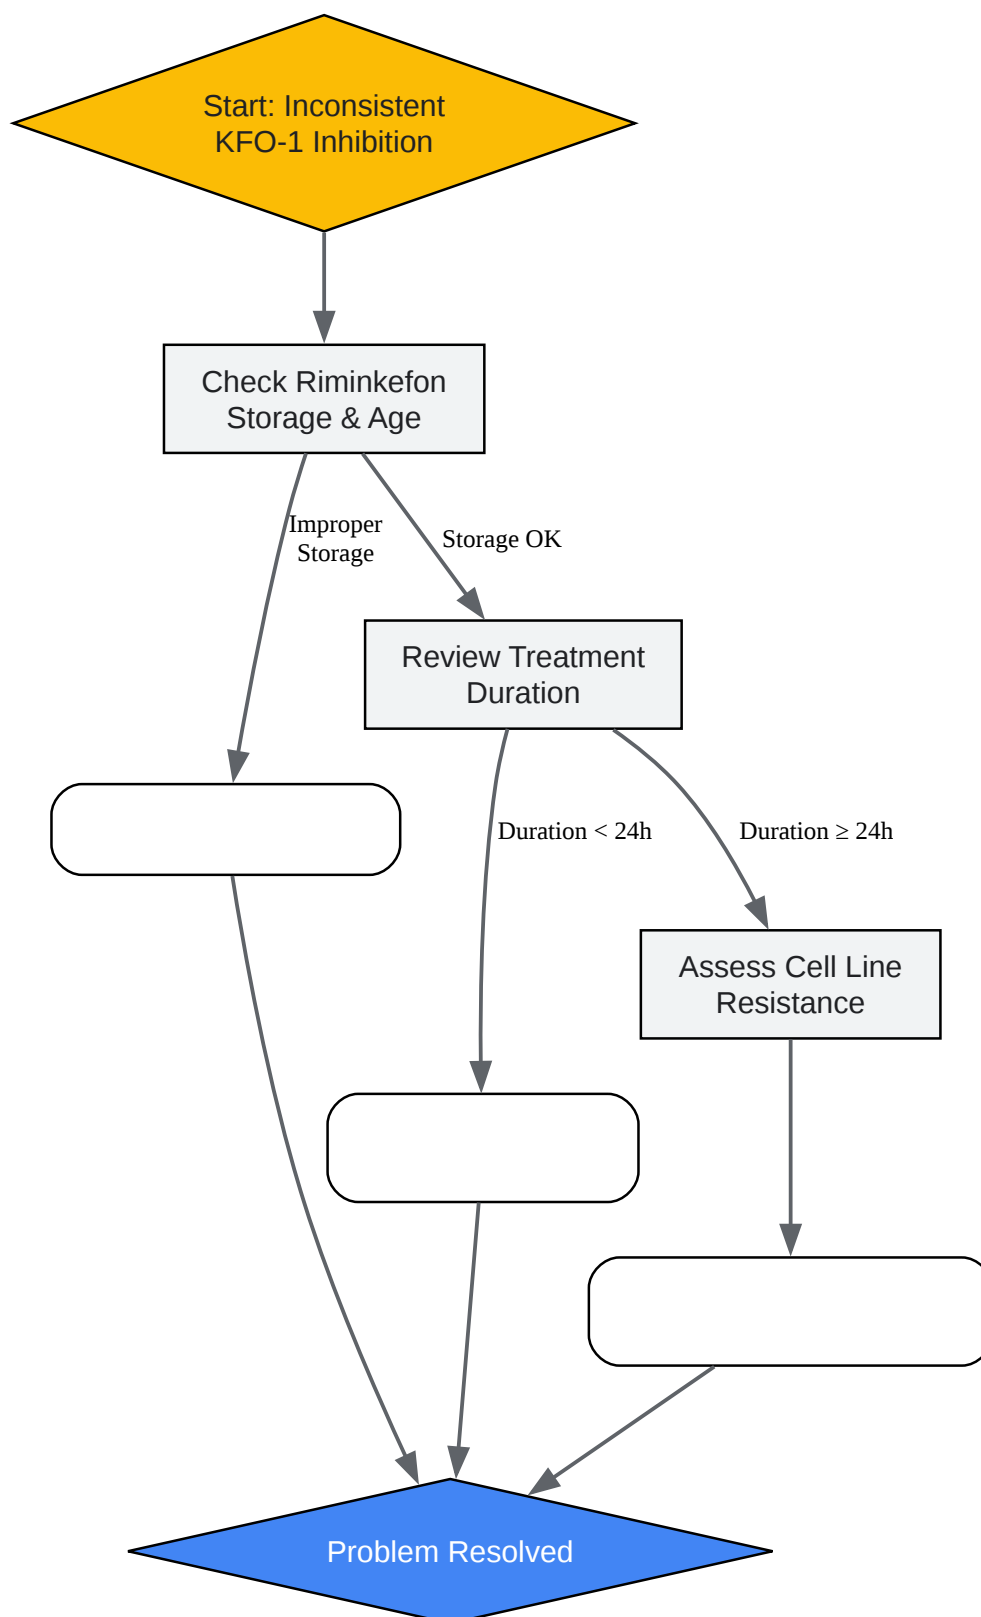 Start: Inconsistent
KFO-1 Inhibition
Check Riminkefon
Storage & Age
Improper
Storage
Storage OK
Review Treatment
Duration
Duration < 24h
Duration ≥ 24h
Assess Cell Line
Resistance
Problem Resolved